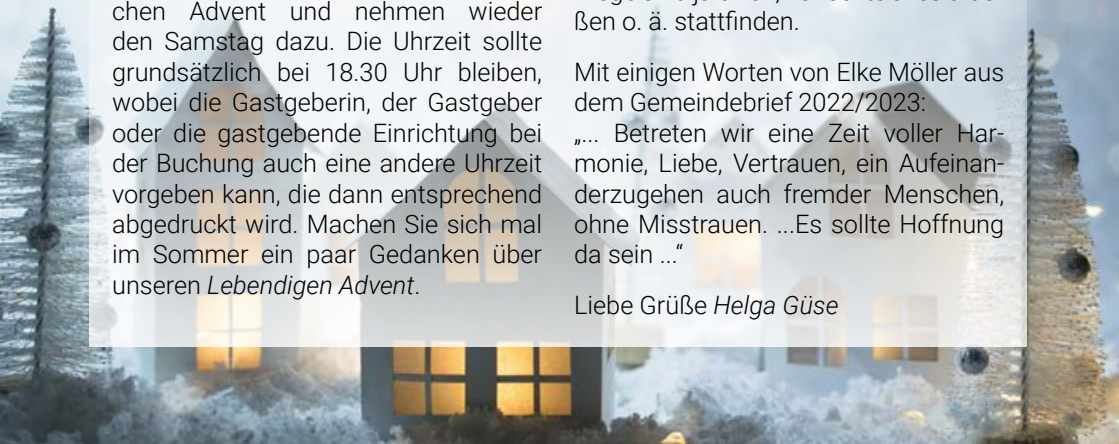 chen Advent und nehmen wieder
den Samstag dazu. Die Uhrzeit sollte
grundsätzlich bei 18.30 Uhr bleiben,
wobei die Gastgeberin, der Gastgeber
oder die gastgebende Einrichtung bei
der Buchung auch eine andere Uhrzeit
vorgeben kann, die dann entsprechend
abgedruckt wird. Machen Sie sich mal
im Sommer ein paar Gedanken über
unseren Lebendigen Advent.
ßen o. ä. stattfinden.
Mit einigen Worten von Elke Möller aus
dem Gemeindebrief 2022/2023:
„... Betreten wir eine Zeit voller Har-
monie, Liebe, Vertrauen, ein Aufeinan-
derzugehen auch fremder Menschen,
ohne Misstrauen. ...Es sollte Hoffnung
da sein ...“
Liebe Grüße Helga Güse